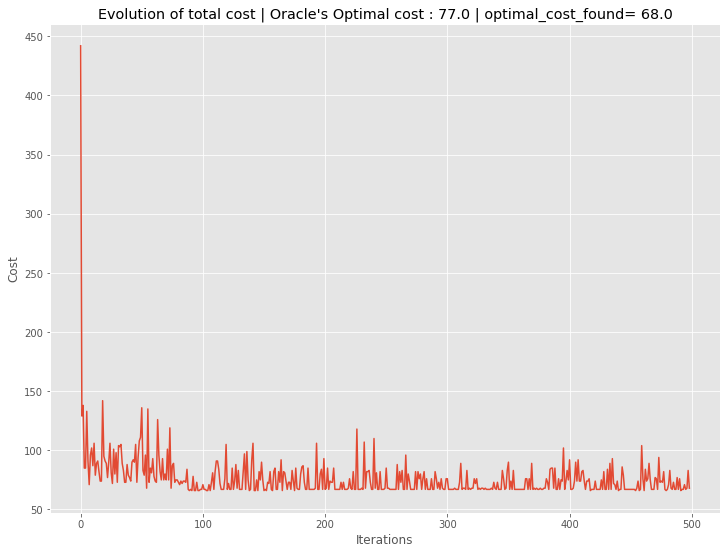 Evolution of total cost | Oracle's Optimal cost : 77.0 | optimal_cost_found= 68.0
450
400
350
300
250
200
150
100
50
Cost
0 100 200 300 400 500
Iterations